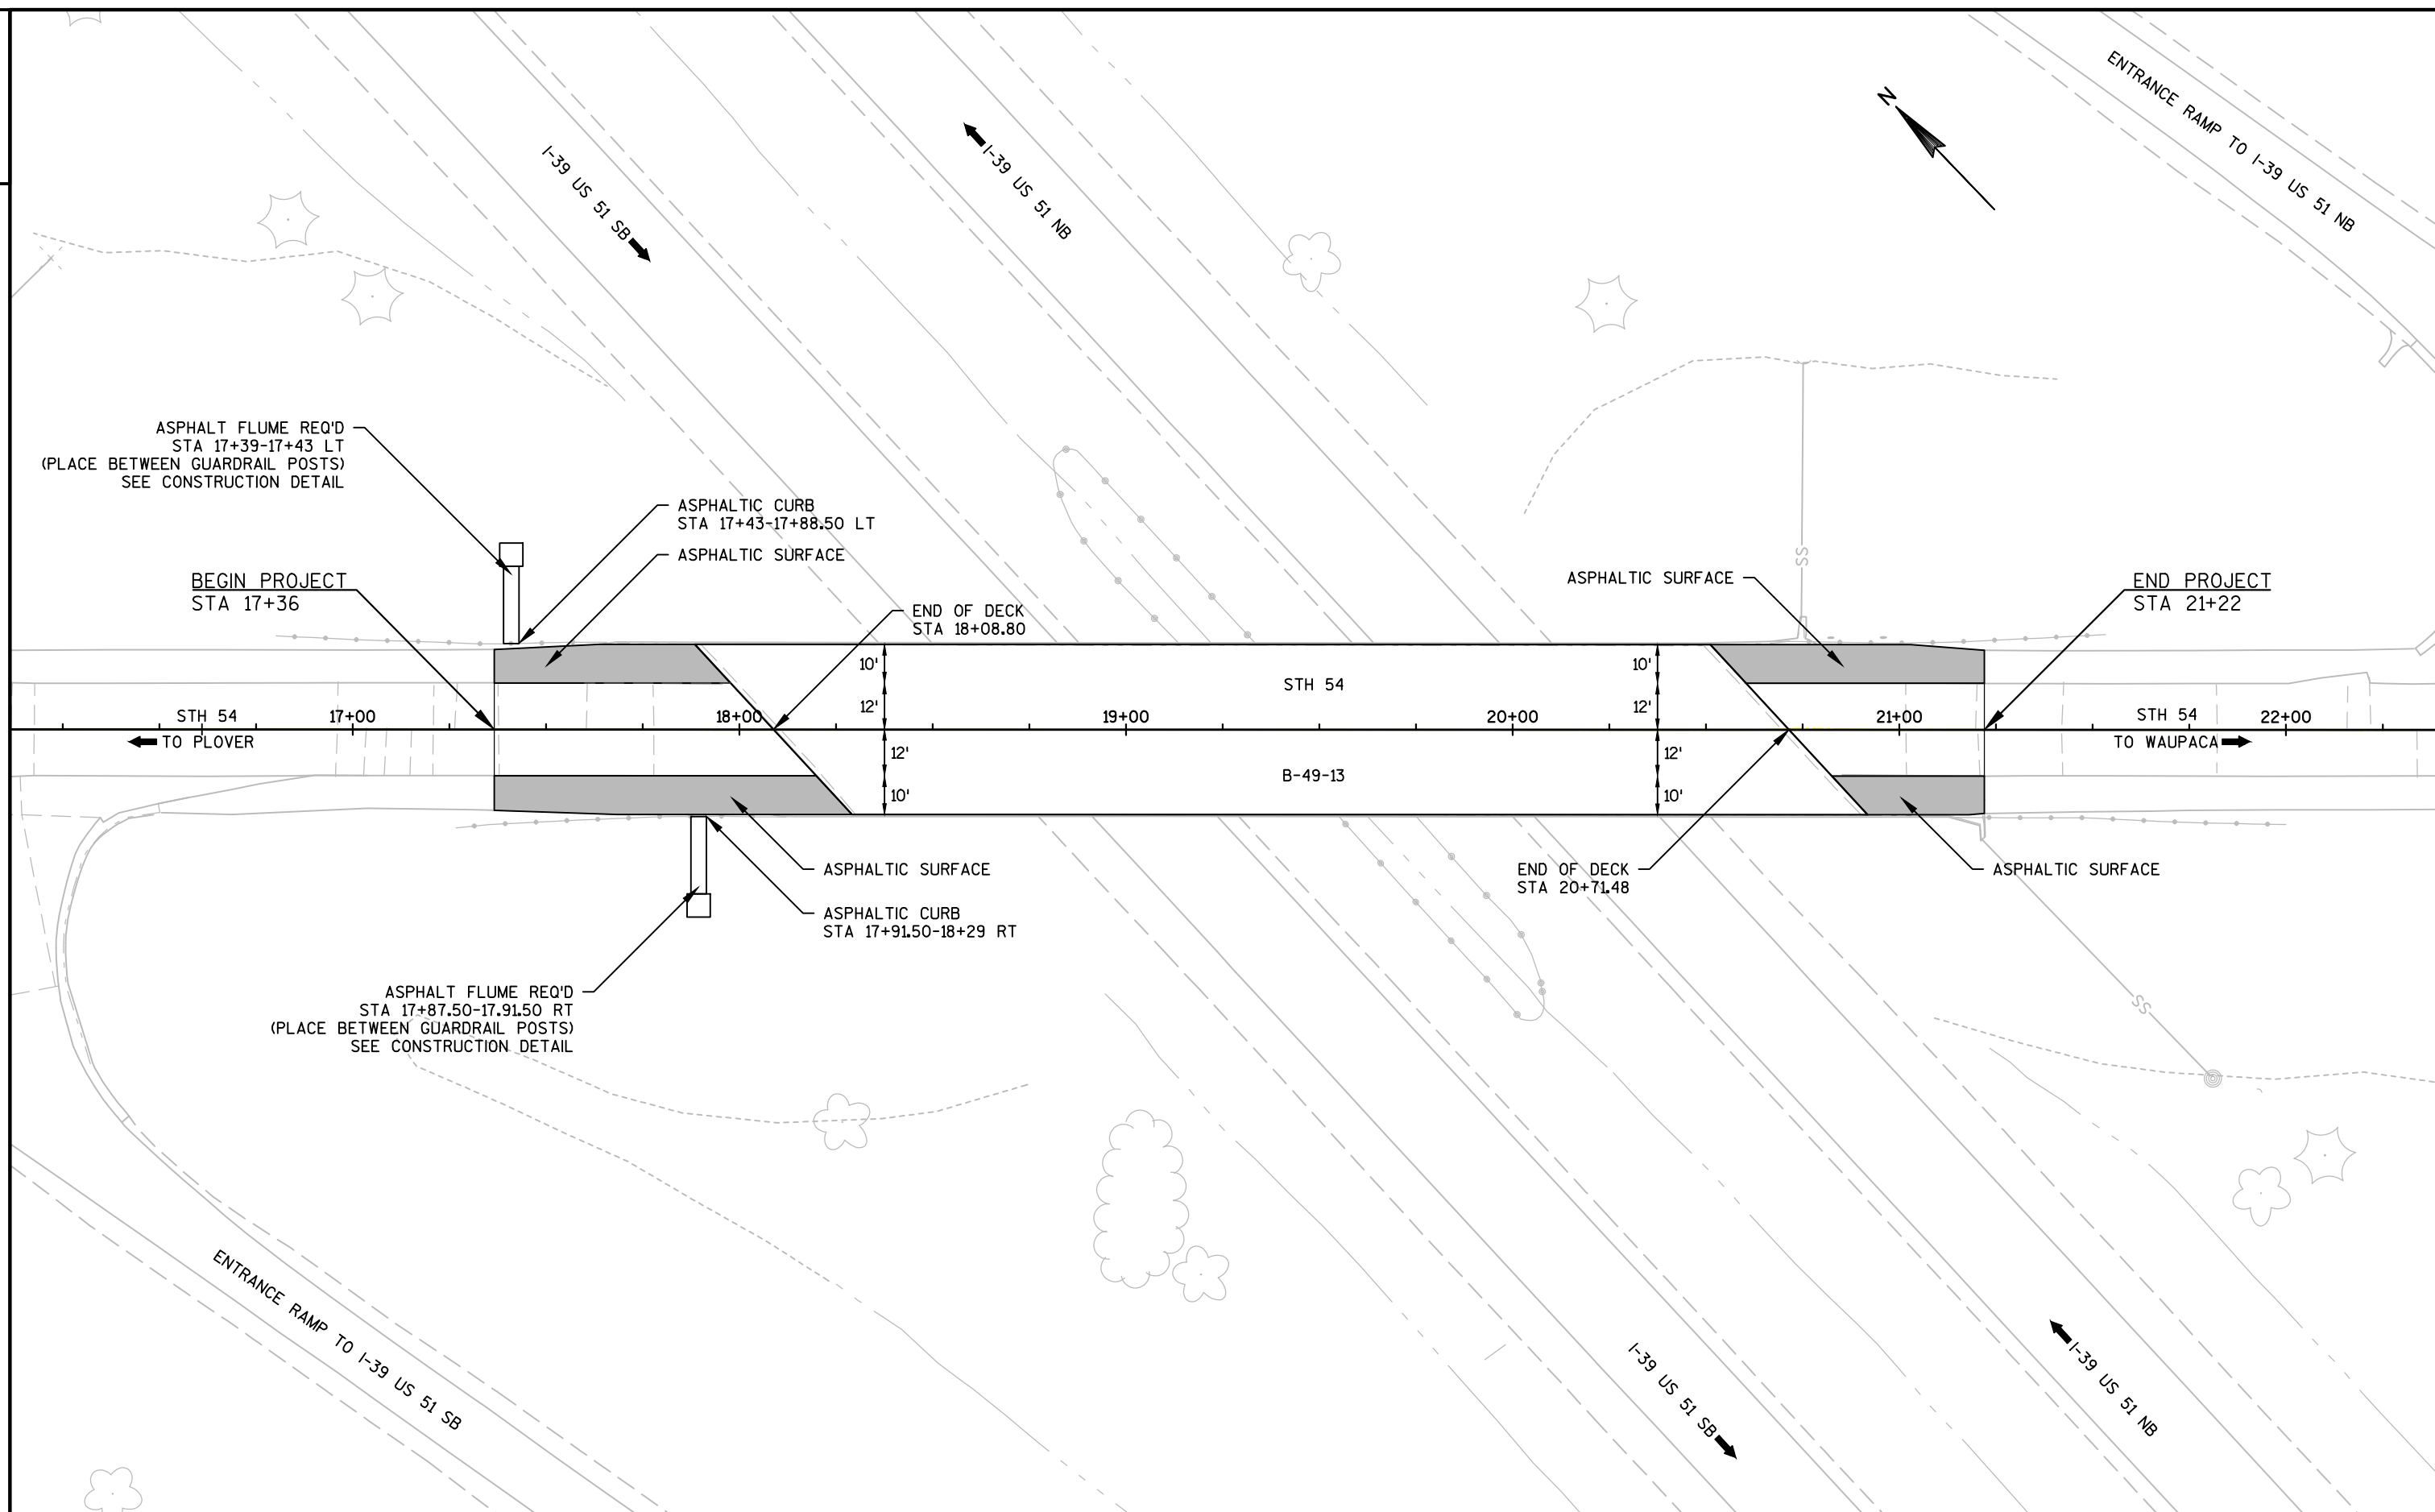 ENTRANCE RAMP TO I-39 US 51 NB
N
I-39 US 51 SB
I-39 US 51 NB
ASPHALT FLUME REQ'D
STA 17+39-17+43 LT
(PLACE BETWEEN GUARDRAIL POSTS)
SEE CONSTRUCTION DETAIL
ASPHALTIC CURB
STA 17+43-17+88.50 LT
ASPHALTIC SURFACE
BEGIN PROJECT
STA 17+36
END OF DECK
STA 18+08.80
ASPHALTIC SURFACE
SS
END PROJECT
STA 21+22
10'
10'
STH 54
12'
12'
STH 54
17+00
18+00
19+00
20+00
21+00
STH 54
22+00
TO PLOVER
TO WAUPACA
12'
12'
B-49-13
10'
10'
ASPHALTIC SURFACE
ASPHALTIC CURB
STA 17+91.50-18+29 RT
END OF DECK
STA 20+71.48
ASPHALTIC SURFACE
ASPHALT FLUME REQ'D
STA 17+87.50-17.91.50 RT
(PLACE BETWEEN GUARDRAIL POSTS)
SEE CONSTRUCTION DETAIL
SS
ENTRANCE RAMP TO I-39 US 51 SB
I-39 US 51 SB
I-39 US 51 NB